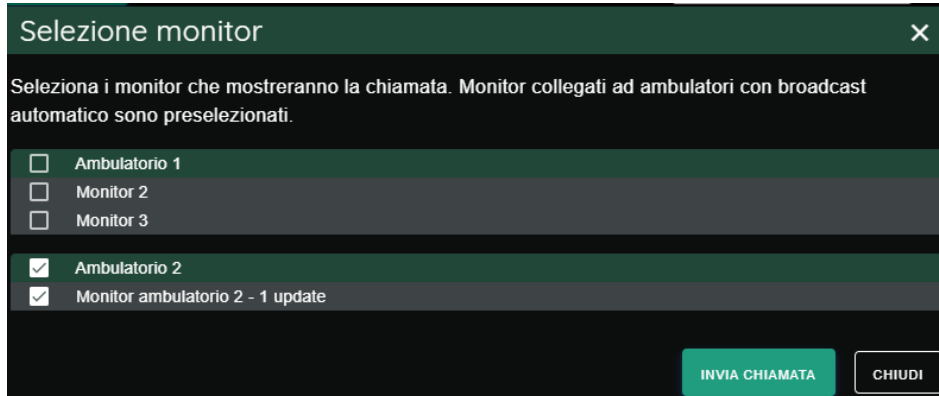 Selezione monitor
Seleziona i monitor che mostreranno la chiamata. Monitor collegati ad ambulatori con broadcast
automatico sono preselezionati.
Ambulatorio 1
Monitor 2
Monitor 3
Ambulatorio 2
Monitor ambulatorio 2 - 1 update
INVIA CHIAMATA
CHIUDI